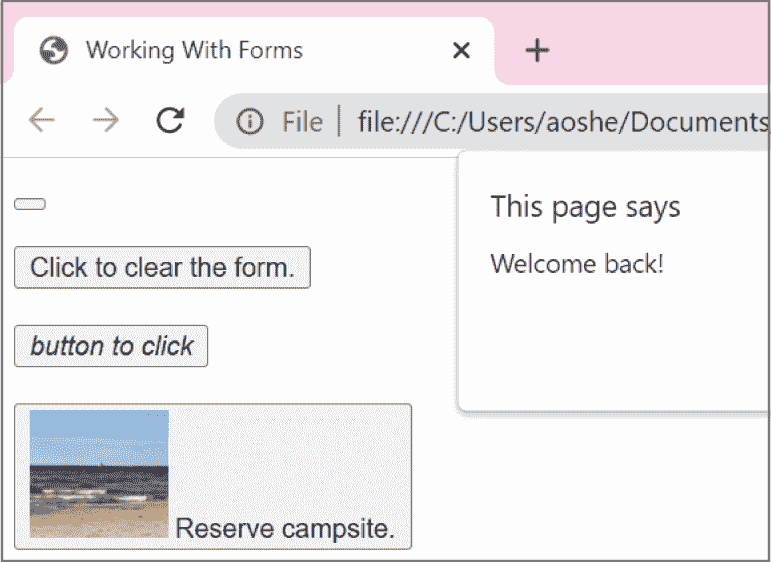 Working With Forms
File | file:///C:/Users/aoshe/Documents
This page says
Welcome back!
Click to clear the form.
button to click
Reserve campsite.